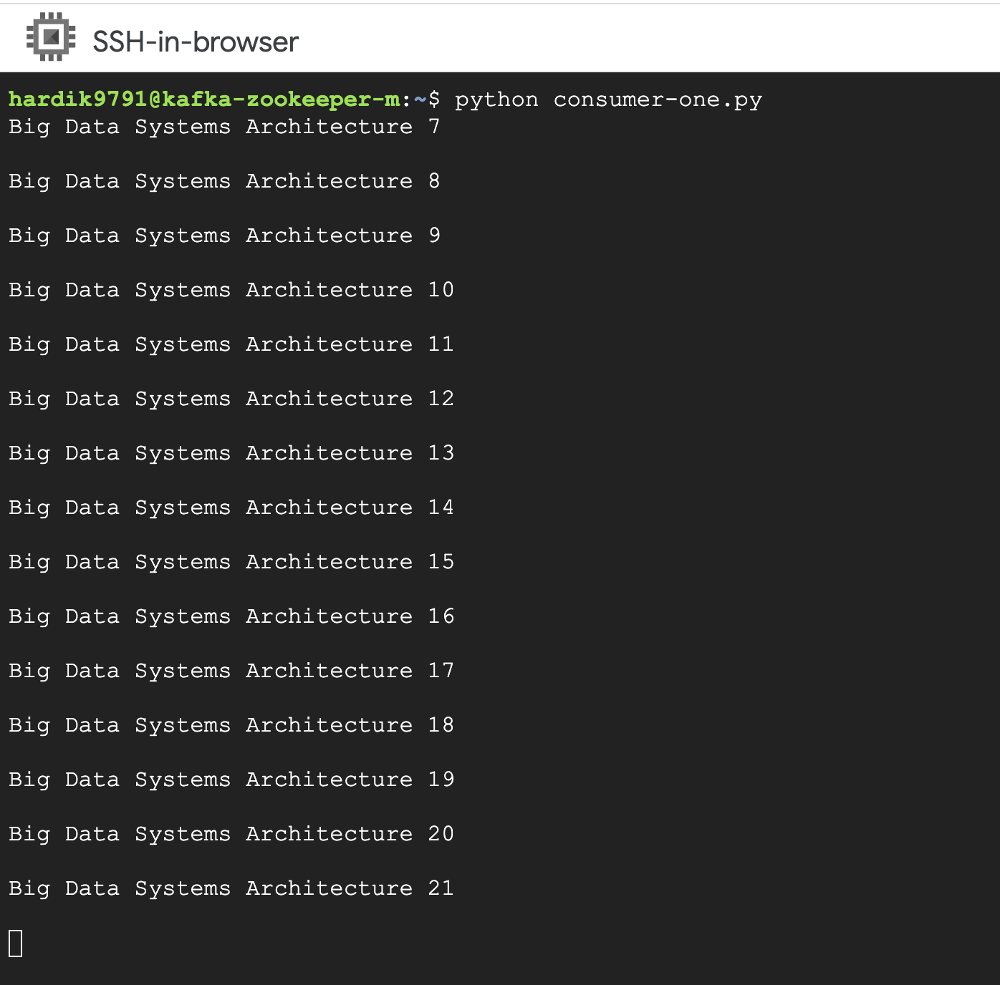 SSH-in-browser
hardik9791@kafka-zookeeper-m:~$ python consumer-one.py
Big Data Systems Architecture 7
Big Data Systems Architecture 8
Big Data Systems Architecture 9
Big Data Systems Architecture 10
Big Data Systems Architecture 11
Big Data Systems Architecture 12
Big Data Systems Architecture 13
Big Data Systems Architecture 14
Big Data Systems Architecture 15
Big Data Systems Architecture 16
Big Data Systems Architecture 17
Big Data Systems Architecture 18
Big Data Systems Architecture 19
Big Data Systems Architecture 20
Big Data Systems Architecture 21